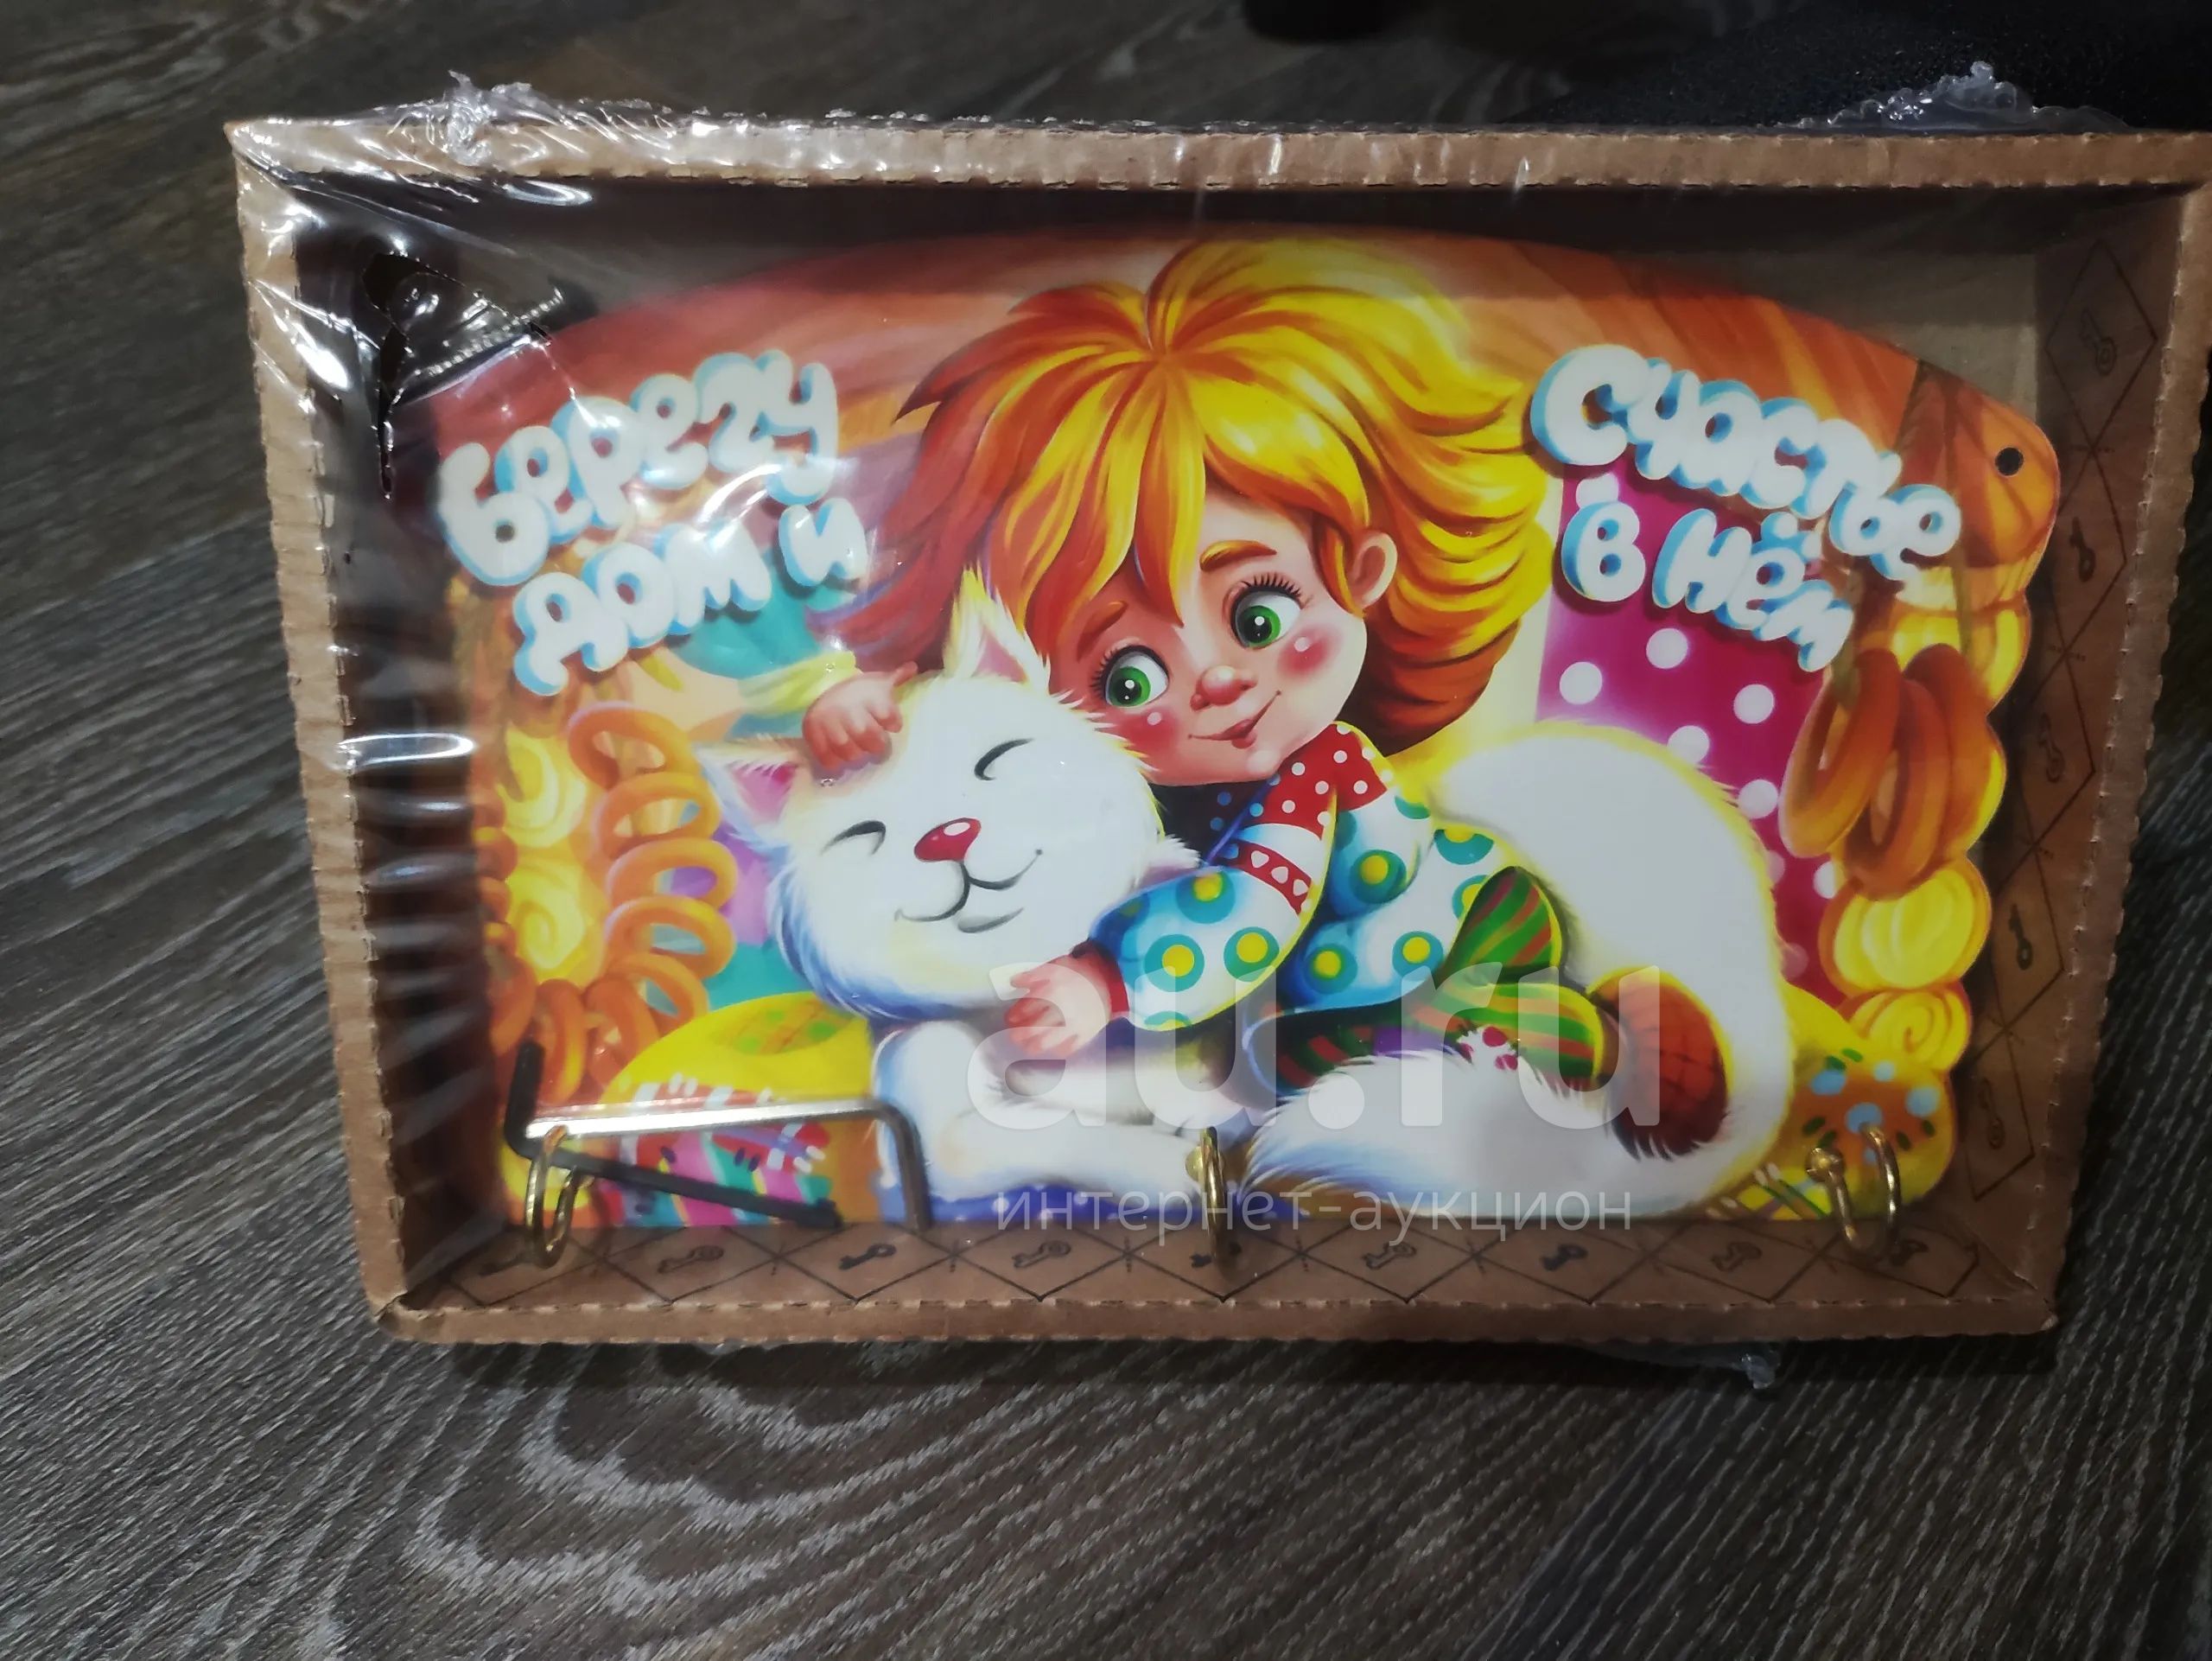 Берегу
дом и
Счастье
в нём
au.ru
интернет-аукцион